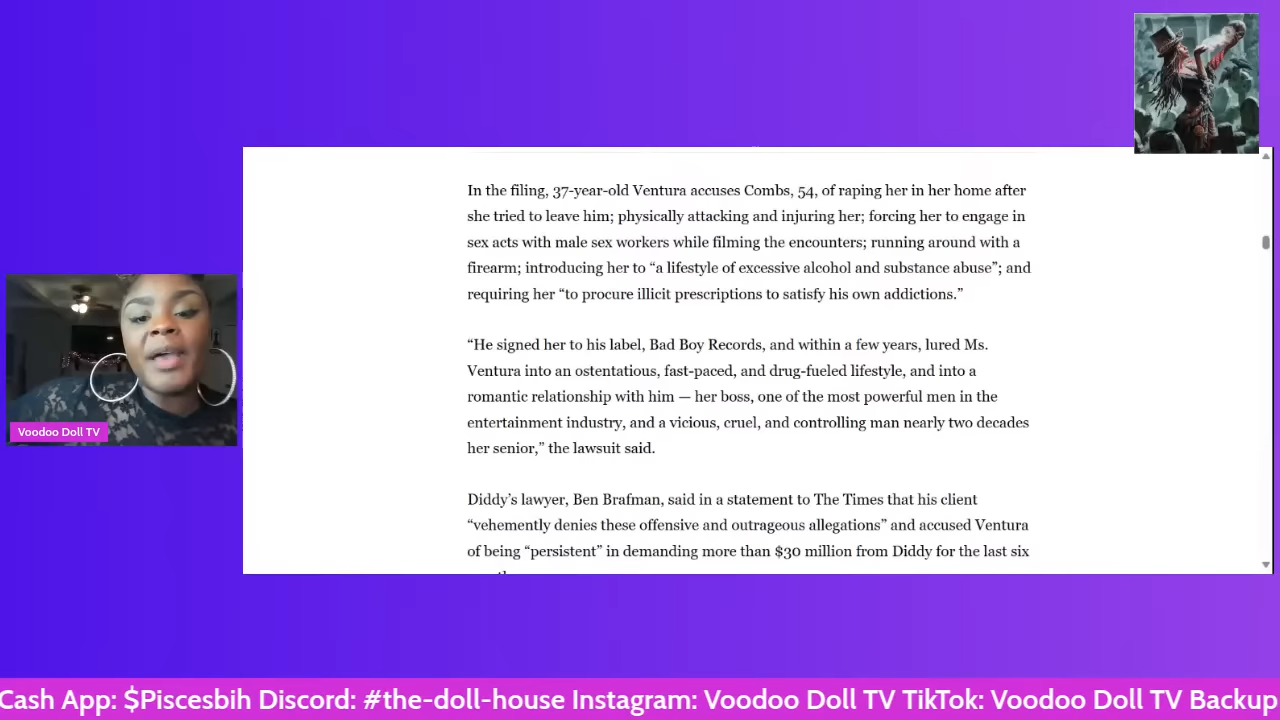 In the filing, 37-year-old Ventura accuses Combs, 54, of raping her in her home after
she tried to leave him; physically attacking and injuring her; forcing her to engage in
sex acts with male sex workers while filming the encounters; running around with a
firearm; introducing her to “a lifestyle of excessive alcohol and substance abuse”; and
requiring her “to procure illicit prescriptions to satisfy his own addictions.”
“He signed her to his label, Bad Boy Records, and within a few years, lured Ms.
Ventura into an ostentatious, fast-paced, and drug-fueled lifestyle, and into a
romantic relationship with him — her boss, one of the most powerful men in the
entertainment industry, and a vicious, cruel, and controlling man nearly two decades
her senior,” the lawsuit said.
Diddy’s lawyer, Ben Brafman, said in a statement to The Times that his client
“vehemently denies these offensive and outrageous allegations” and accused Ventura
of being “persistent” in demanding more than $30 million from Diddy for the last six
Voodoo Doll TV
Cash App: $Piscesbih Discord: #the-doll-house Instagram: Voodoo Doll TV TikTok: Voodoo Doll TV Backup